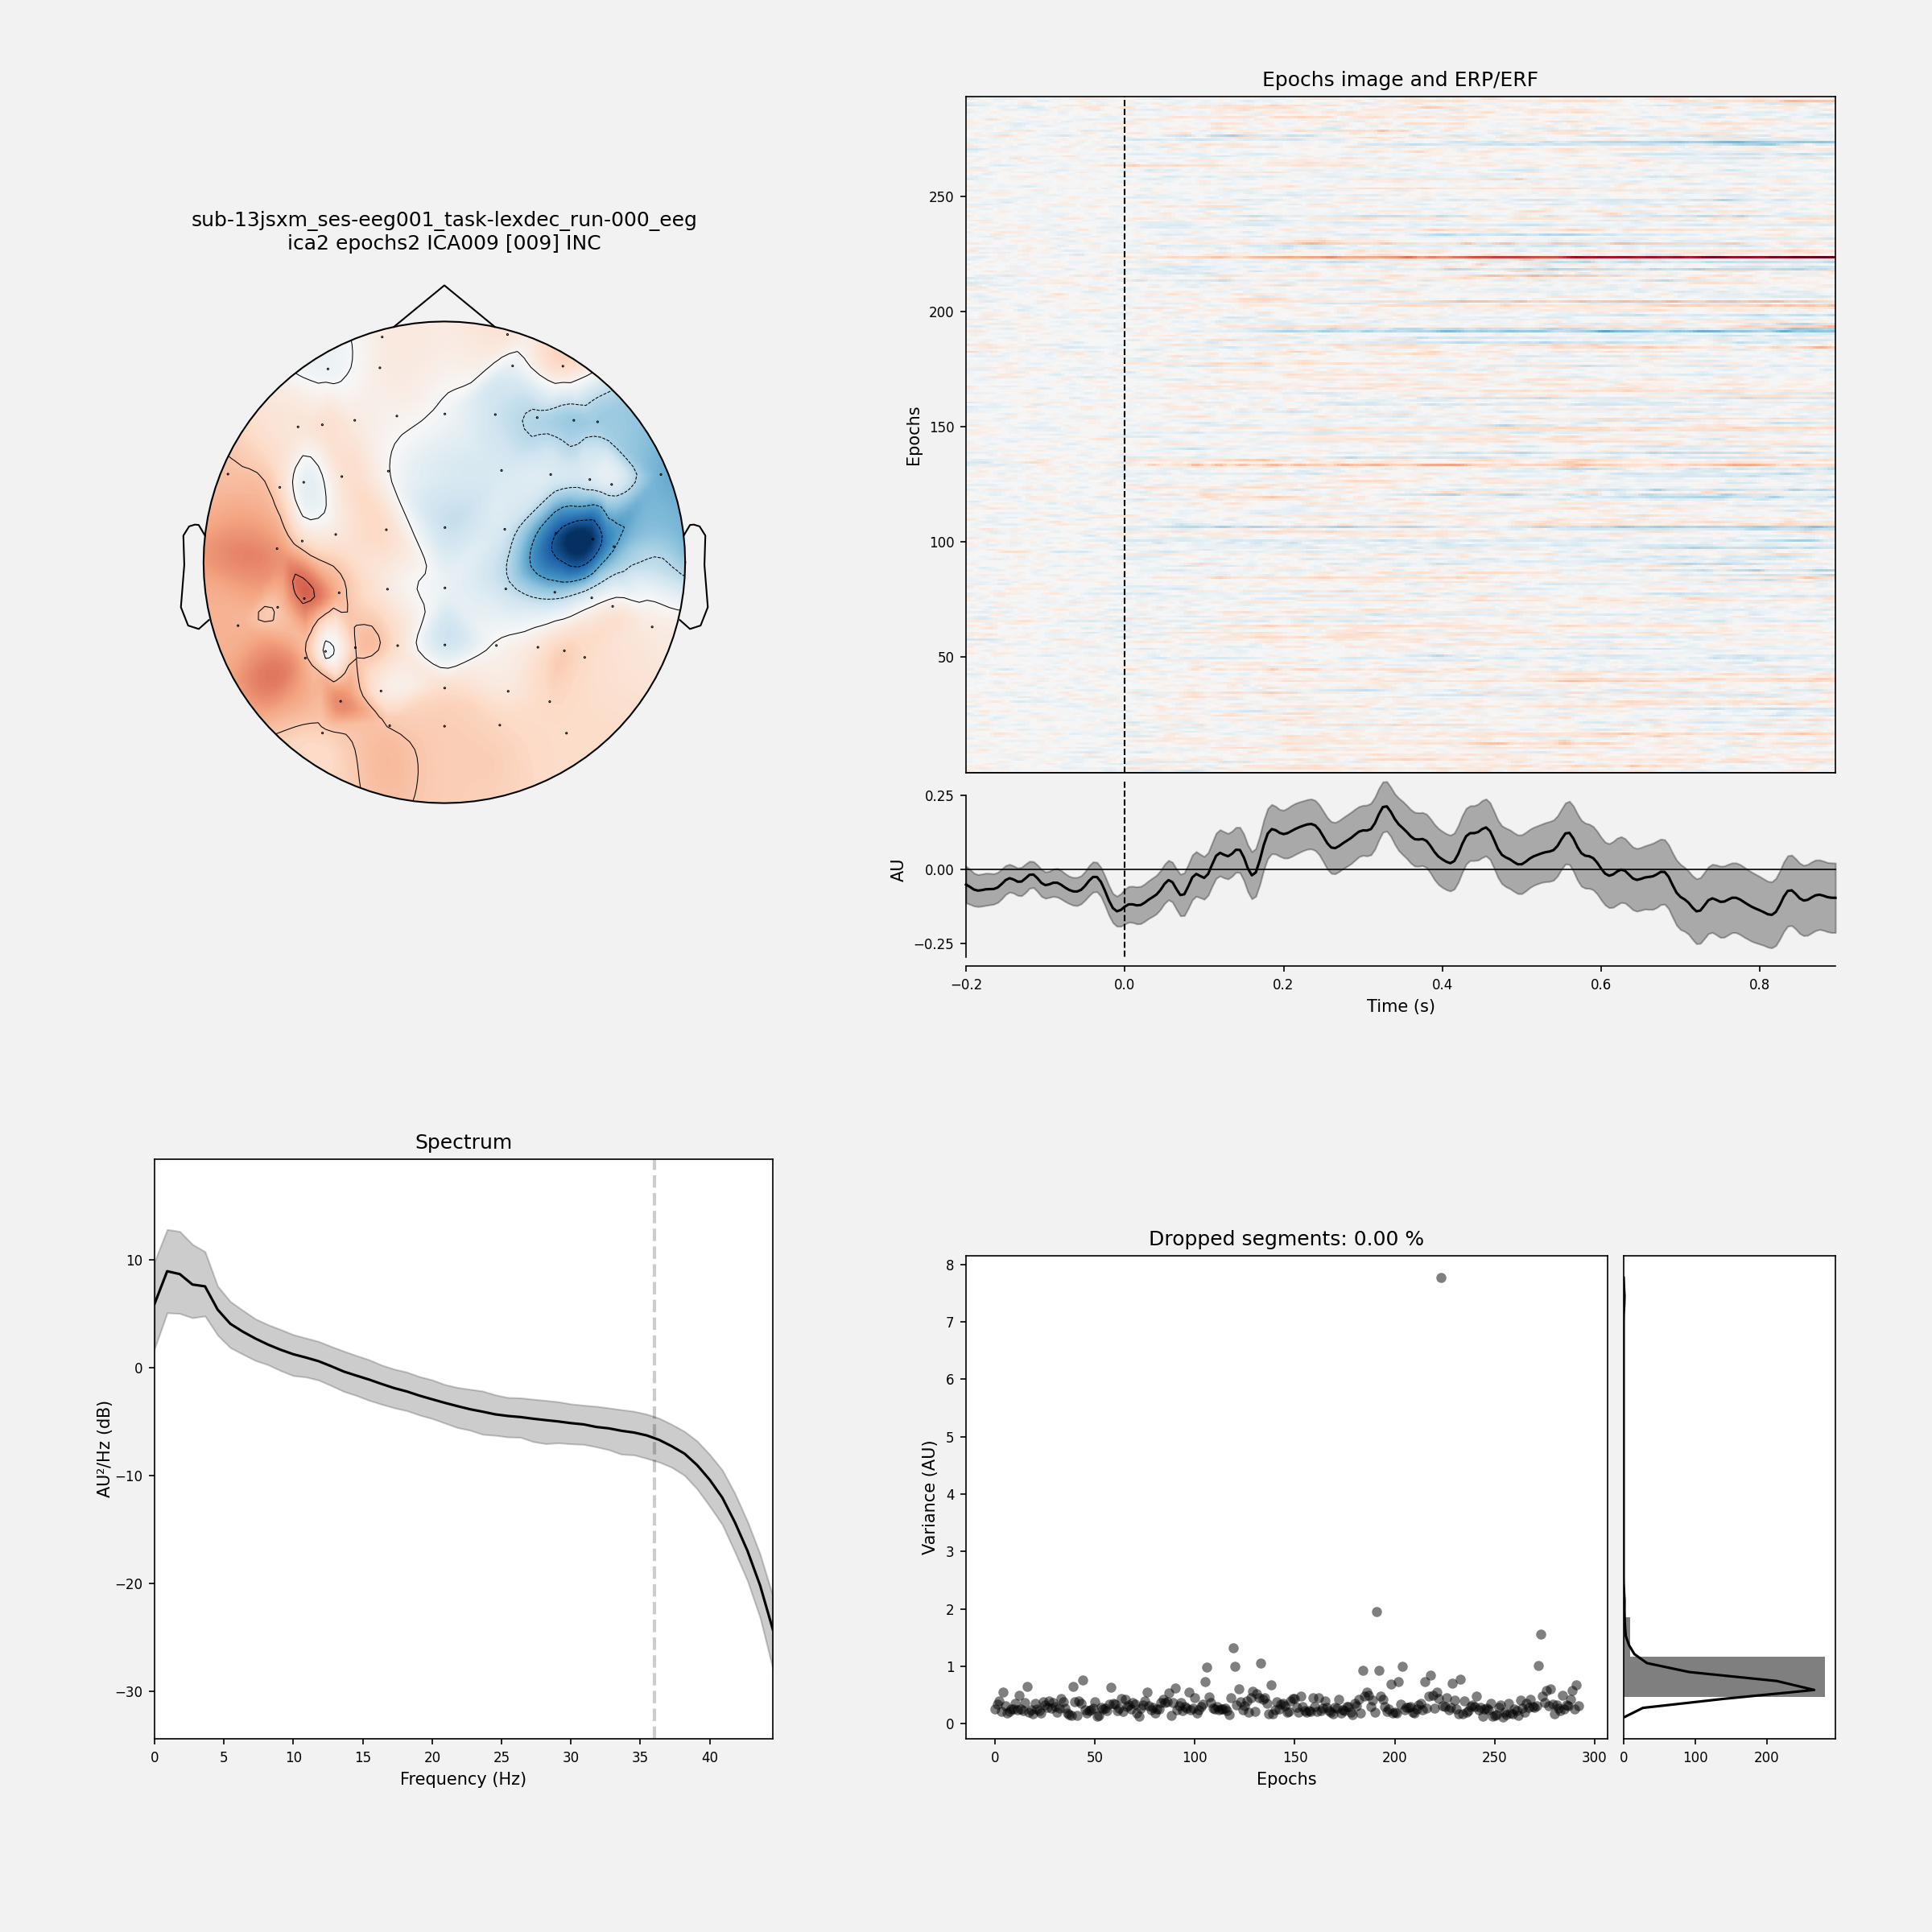 sub-13jsxm_ses-eeg001_task-lexdec_run-000_eeg
ica2 epochs2 ICA009 [009] INC
Epochs image and ERP/ERF
Epochs
250
200
150
100
50
AU
0.25
0.00
−0.25
−0.2 0.0 0.2 0.4 0.6 0.8
Time (s)
Spectrum
AU²/Hz (dB)
10
0
−10
−20
−30
0 5 10 15 20 25 30 35 40
Frequency (Hz)
Dropped segments: 0.00 %
Variance (AU)
8
7
6
5
4
3
2
1
0
0 50 100 150 200 250 300
Epochs
0 100 200